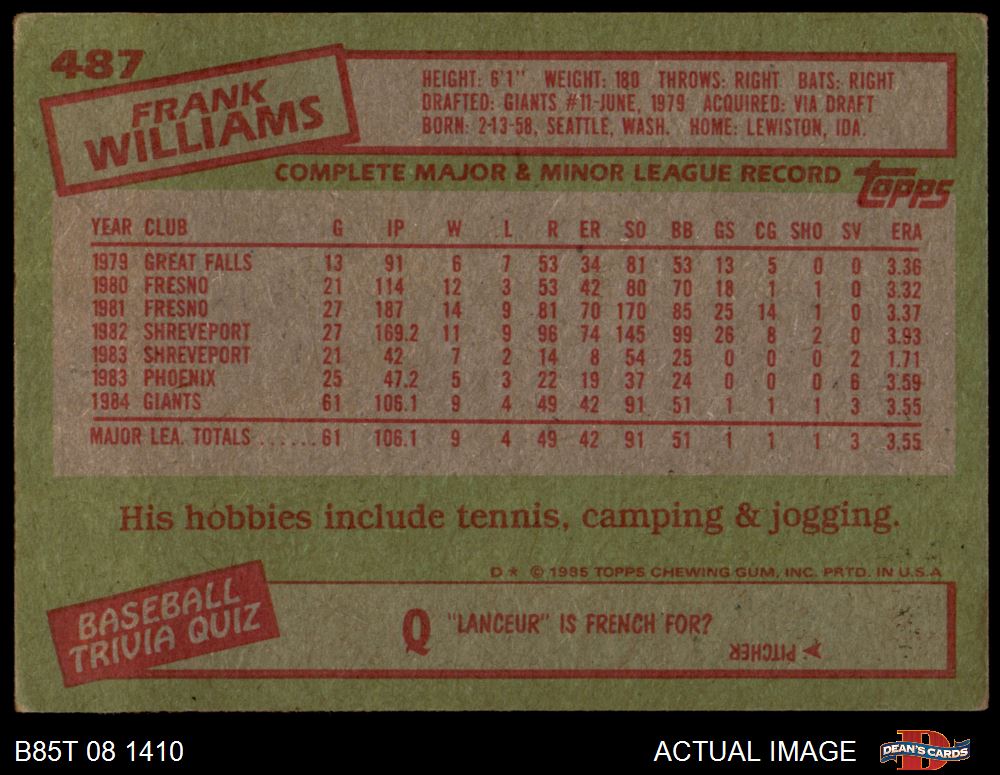 487
FRANK
WILLIAMS
HEIGHT: 6'1" WEIGHT: 180 THROWS: RIGHT BATS: RIGHT
DRAFTED: GIANTS #11-JUNE, 1979 ACQUIRED: VIA DRAFT
BORN: 2-13-58, SEATTLE, WASH. HOME: LEWISTON, IDA.
COMPLETE MAJOR & MINOR LEAGUE RECORD topps
YEAR CLUB G IP W L R ER SO BB GS CG SHO SV ERA
1979 GREAT FALLS 13 91 6 7 53 34 81 53 13 5 0 0 3.36
1980 FRESNO 21 114 12 3 53 42 80 70 18 1 1 0 3.32
1981 FRESNO 27 187 14 9 81 70 170 85 25 14 1 0 3.37
1982 SHREVEPORT 27 169.2 11 9 96 74 145 99 26 8 2 0 3.93
1983 SHREVEPORT 21 42 7 2 14 8 54 25 0 0 0 2 1.71
1983 PHOENIX 25 47.2 5 3 22 19 37 24 0 0 0 6 3.59
1984 GIANTS 61 106.1 9 4 49 42 91 51 1 1 1 3 3.55
MAJOR LEA. TOTALS ...... 61 106.1 9 4 49 42 91 51 1 1 1 3 3.55
His hobbies include tennis, camping & jogging.
D * © 1985 TOPPS CHEWING GUM, INC. PRTD. IN U.S.A
BASEBALL
TRIVIA QUIZ
Q "LANCEUR" IS FRENCH FOR?
PITCHER
B85T 08 1410 ACTUAL IMAGE DEAN'S CARDS